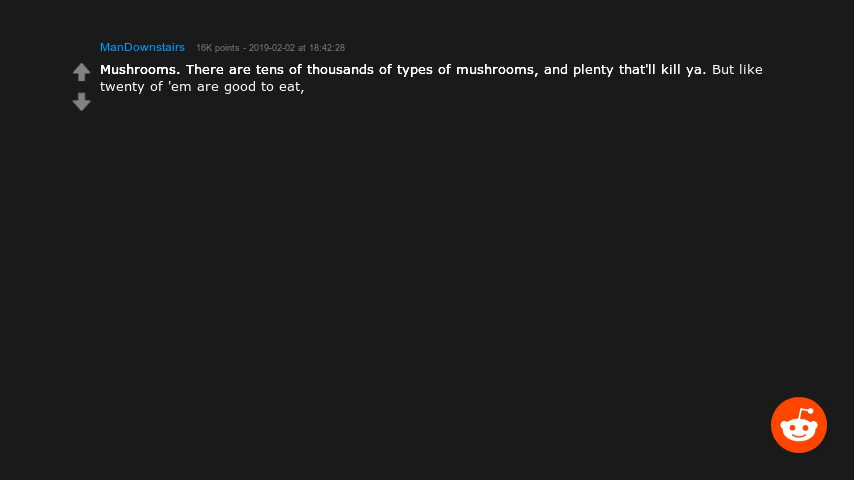 ManDownstairs 16K points - 2019-02-02 at 18:42:28
Mushrooms. There are tens of thousands of types of mushrooms, and plenty that'll kill ya. But like
twenty of 'em are good to eat,